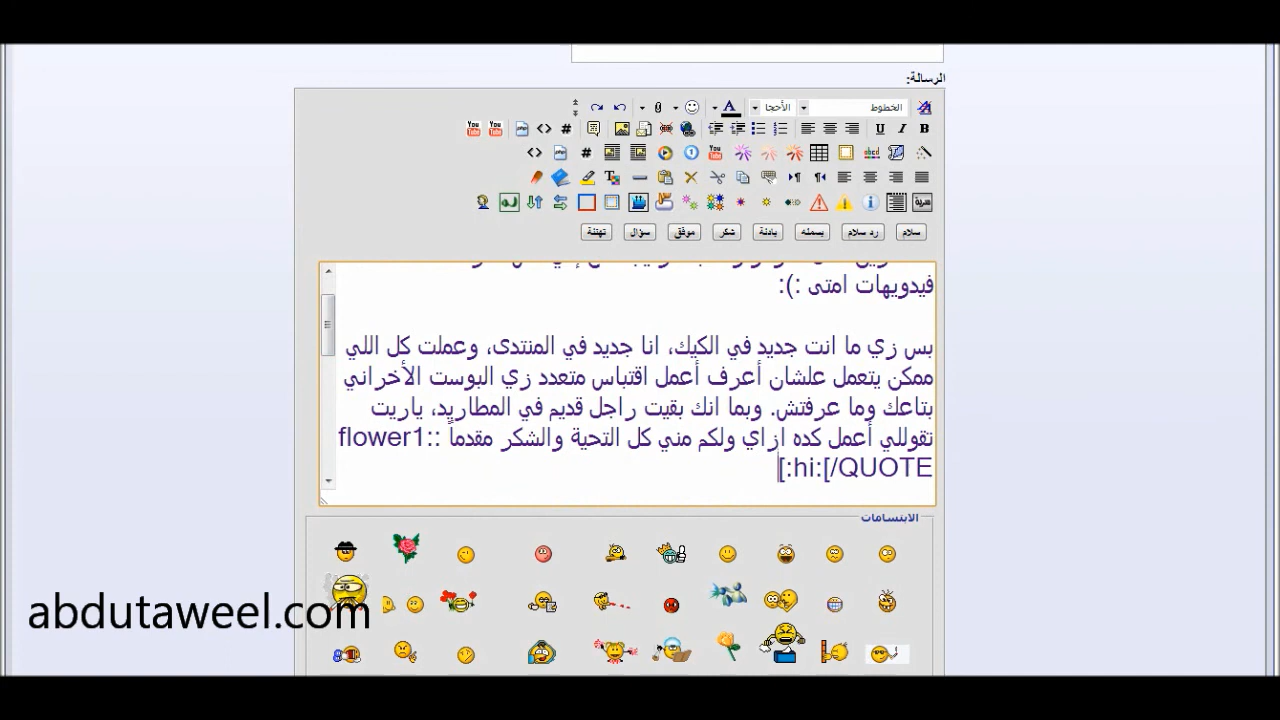 الرسالة:
الخطوط
الأحجا
سلام
رد سلام
بسمله
بادئة
شكر
موفق
سؤال
تهنئة
فيدويهات امتى :):
بس زي ما انت جديد في الكيك، انا جديد في المنتدى، وعملت كل اللي
ممكن يتعمل علشان أعرف أعمل اقتباس متعدد زي البوست الأخراني
بتاعك وما عرفتش. وبما انك بقيت راجل قديم في المطاريد، ياريت
تقوللي أعمل كده ازاي ولكم مني كل التحية والشكر مقدماً ::flower1
:hi:[/QUOTE]
الابتسامات
abdutaweel.com